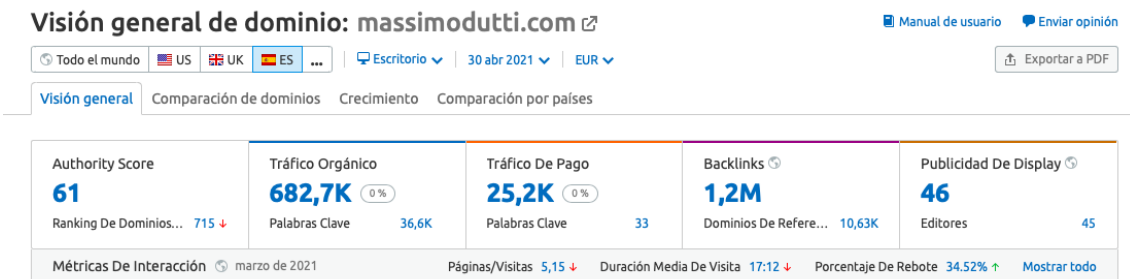 Visión general de dominio: massimodutti.com
Manual de usuario Enviar opinión
Todo el mundo US UK ES ... Escritorio 30 abr 2021 EUR Exportar a PDF
Visión general Comparación de dominios Crecimiento Comparación por países
Authority Score
61
Ranking De Dominios... 715 ↓
Tráfico Orgánico
682,7K 0 %
Palabras Clave 36,6K
Tráfico De Pago
25,2K 0 %
Palabras Clave 33
Backlinks
1,2M
Dominios De Refere... 10,63K
Publicidad De Display
46
Editores 45
Métricas De Interacción marzo de 2021 Páginas/Visitas 5,15 ↓ Duración Media De Visita 17:12 ↓ Porcentaje De Rebote 34.52% ↑ Mostrar todo